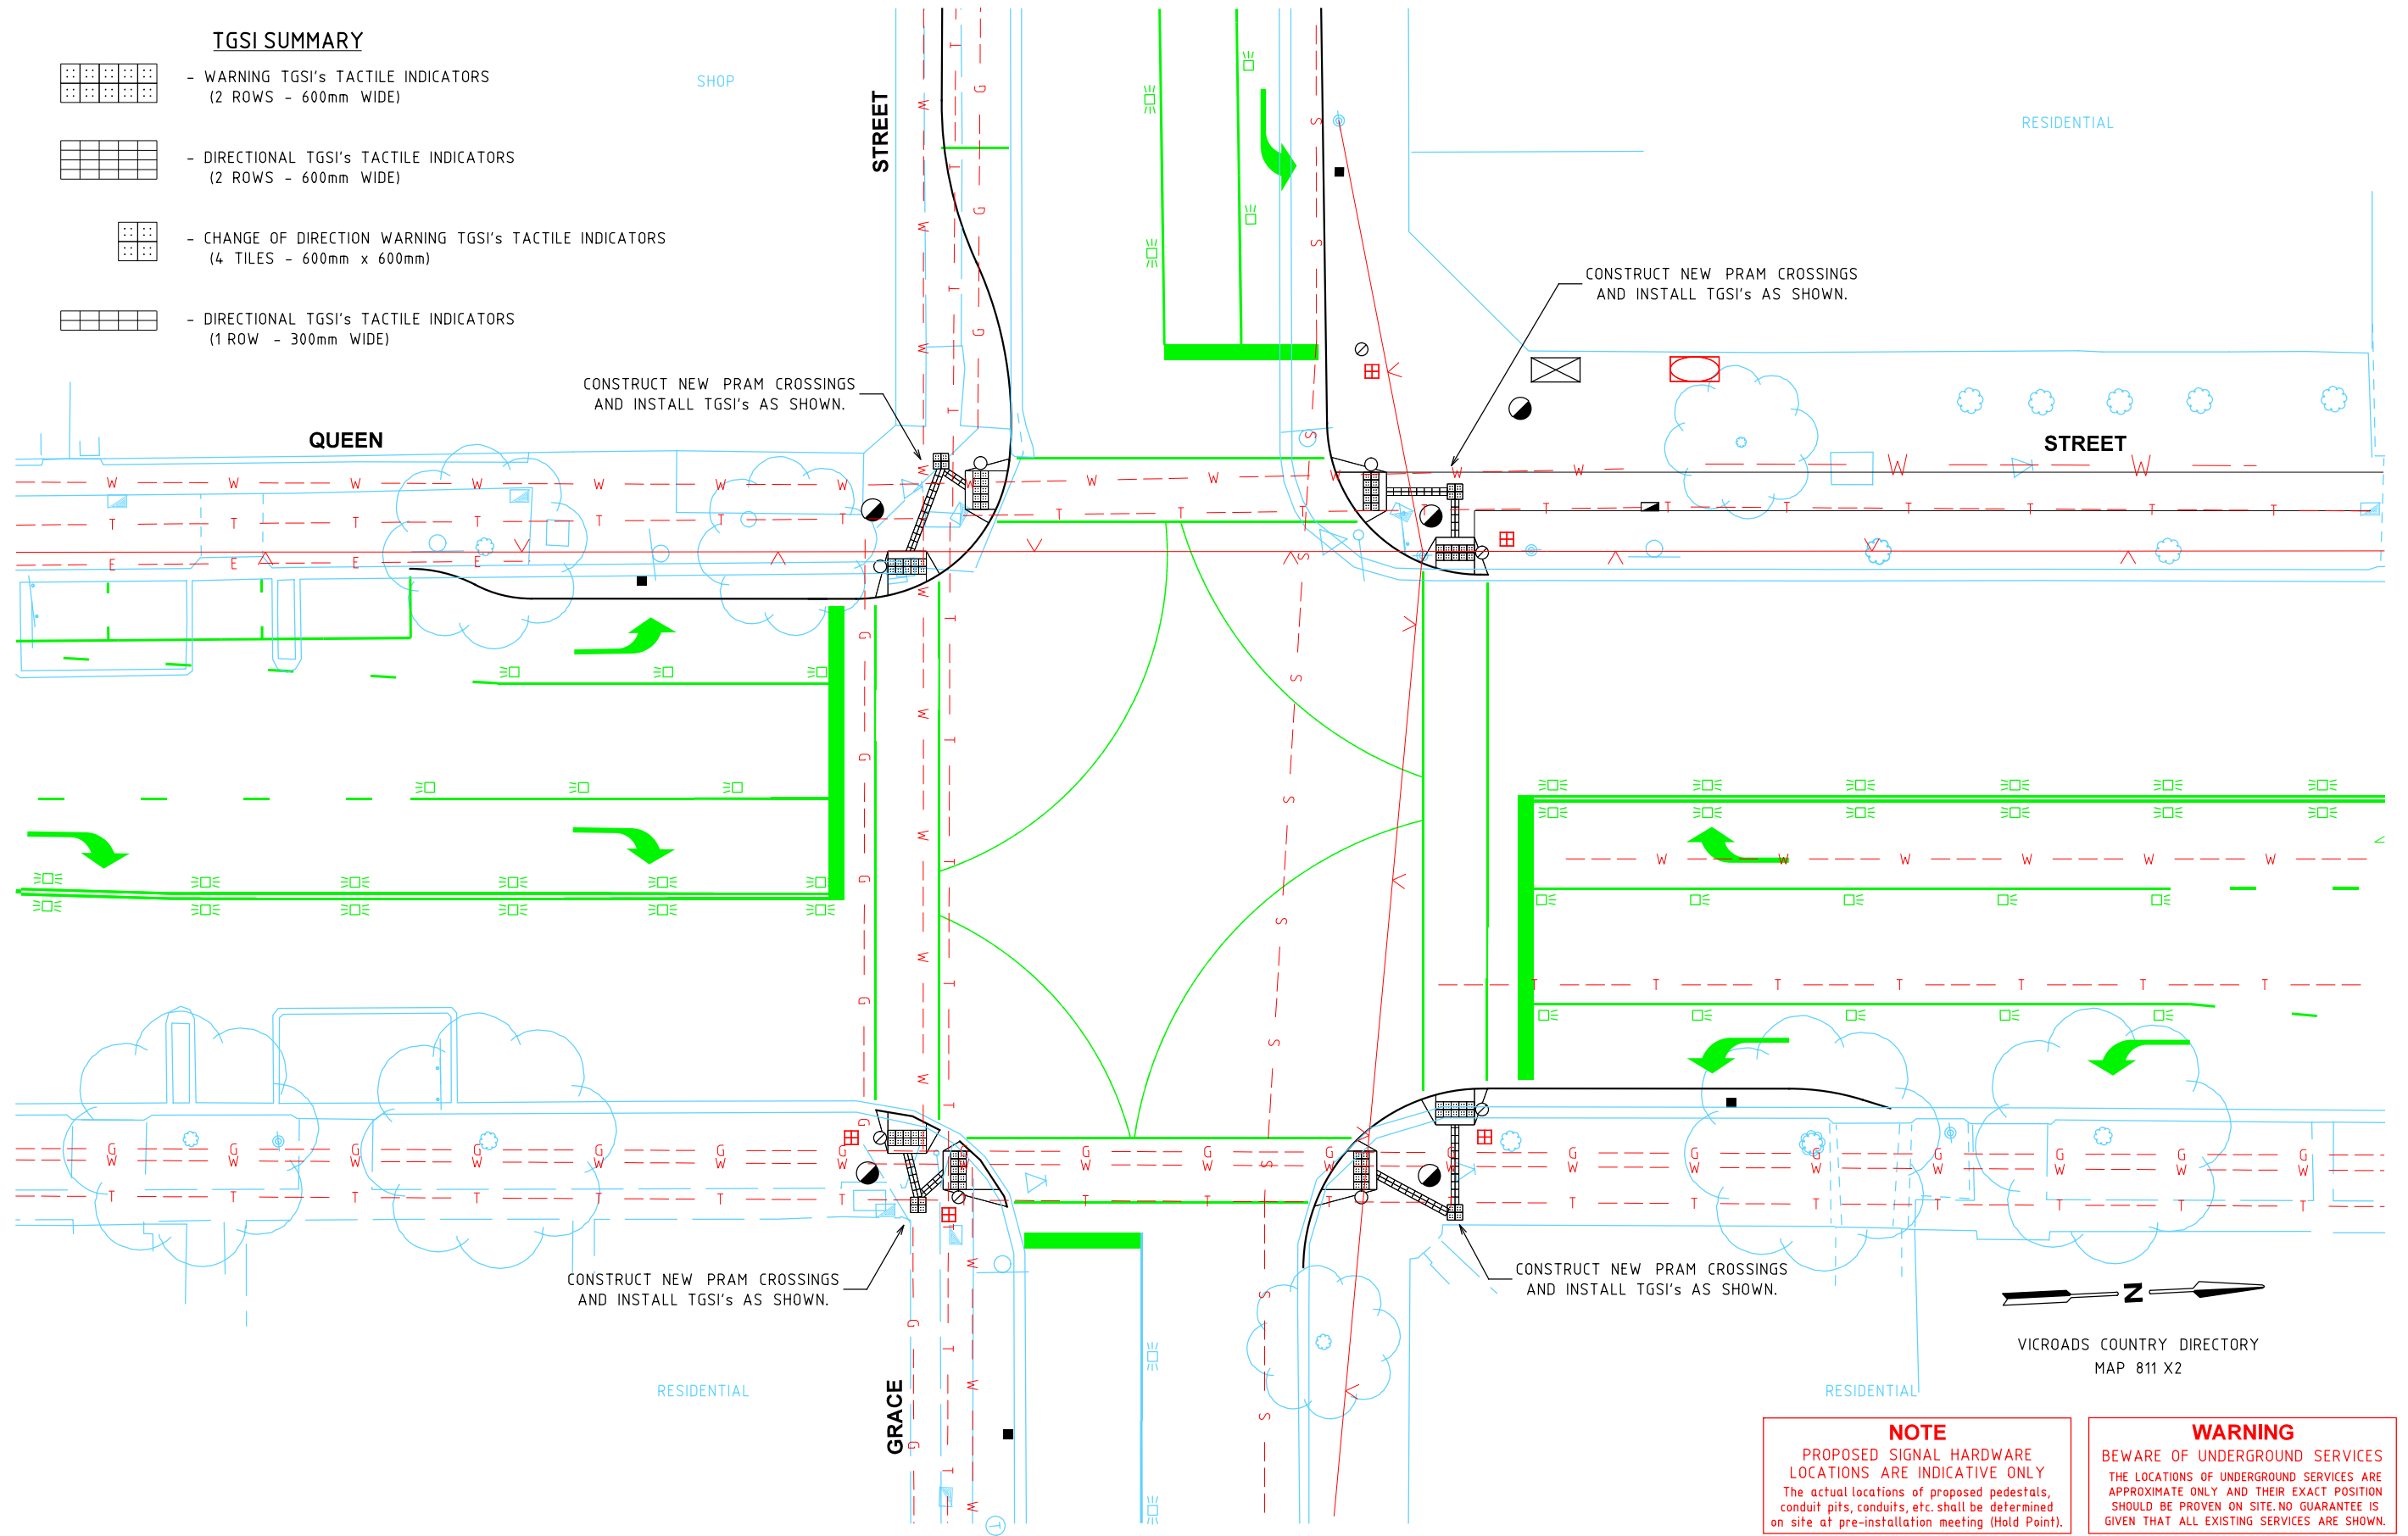 TGSI SUMMARY
- WARNING TGSI's TACTILE INDICATORS
(2 ROWS - 600mm WIDE)
- DIRECTIONAL TGSI's TACTILE INDICATORS
(2 ROWS - 600mm WIDE)
- CHANGE OF DIRECTION WARNING TGSI's TACTILE INDICATORS
(4 TILES - 600mm x 600mm)
- DIRECTIONAL TGSI's TACTILE INDICATORS
(1 ROW - 300mm WIDE)
SHOP
STREET
RESIDENTIAL
CONSTRUCT NEW PRAM CROSSINGS
AND INSTALL TGSI's AS SHOWN.
CONSTRUCT NEW PRAM CROSSINGS
AND INSTALL TGSI's AS SHOWN.
QUEEN
STREET
CONSTRUCT NEW PRAM CROSSINGS
AND INSTALL TGSI's AS SHOWN.
CONSTRUCT NEW PRAM CROSSINGS
AND INSTALL TGSI's AS SHOWN.
N
VICROADS COUNTRY DIRECTORY
MAP 811 X2
RESIDENTIAL
GRACE
RESIDENTIAL
NOTE
PROPOSED SIGNAL HARDWARE
LOCATIONS ARE INDICATIVE ONLY
The actual locations of proposed pedestals,
conduit pits, conduits, etc. shall be determined
on site at pre-installation meeting (Hold Point).
WARNING
BEWARE OF UNDERGROUND SERVICES
THE LOCATIONS OF UNDERGROUND SERVICES ARE
APPROXIMATE ONLY AND THEIR EXACT POSITION
SHOULD BE PROVEN ON SITE. NO GUARANTEE IS
GIVEN THAT ALL EXISTING SERVICES ARE SHOWN.